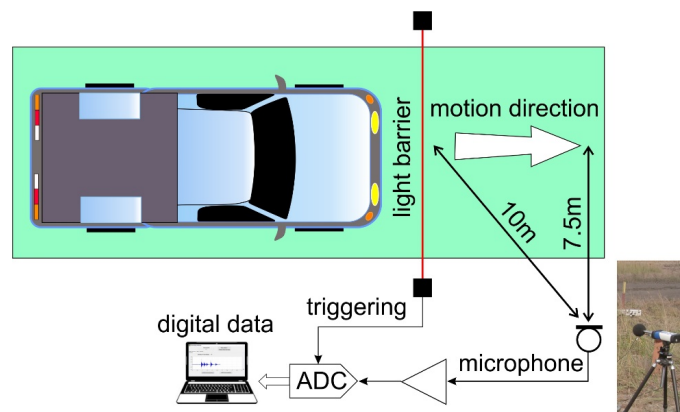 motion direction
light barrier
10m
7.5m
triggering
digital data
microphone
ADC